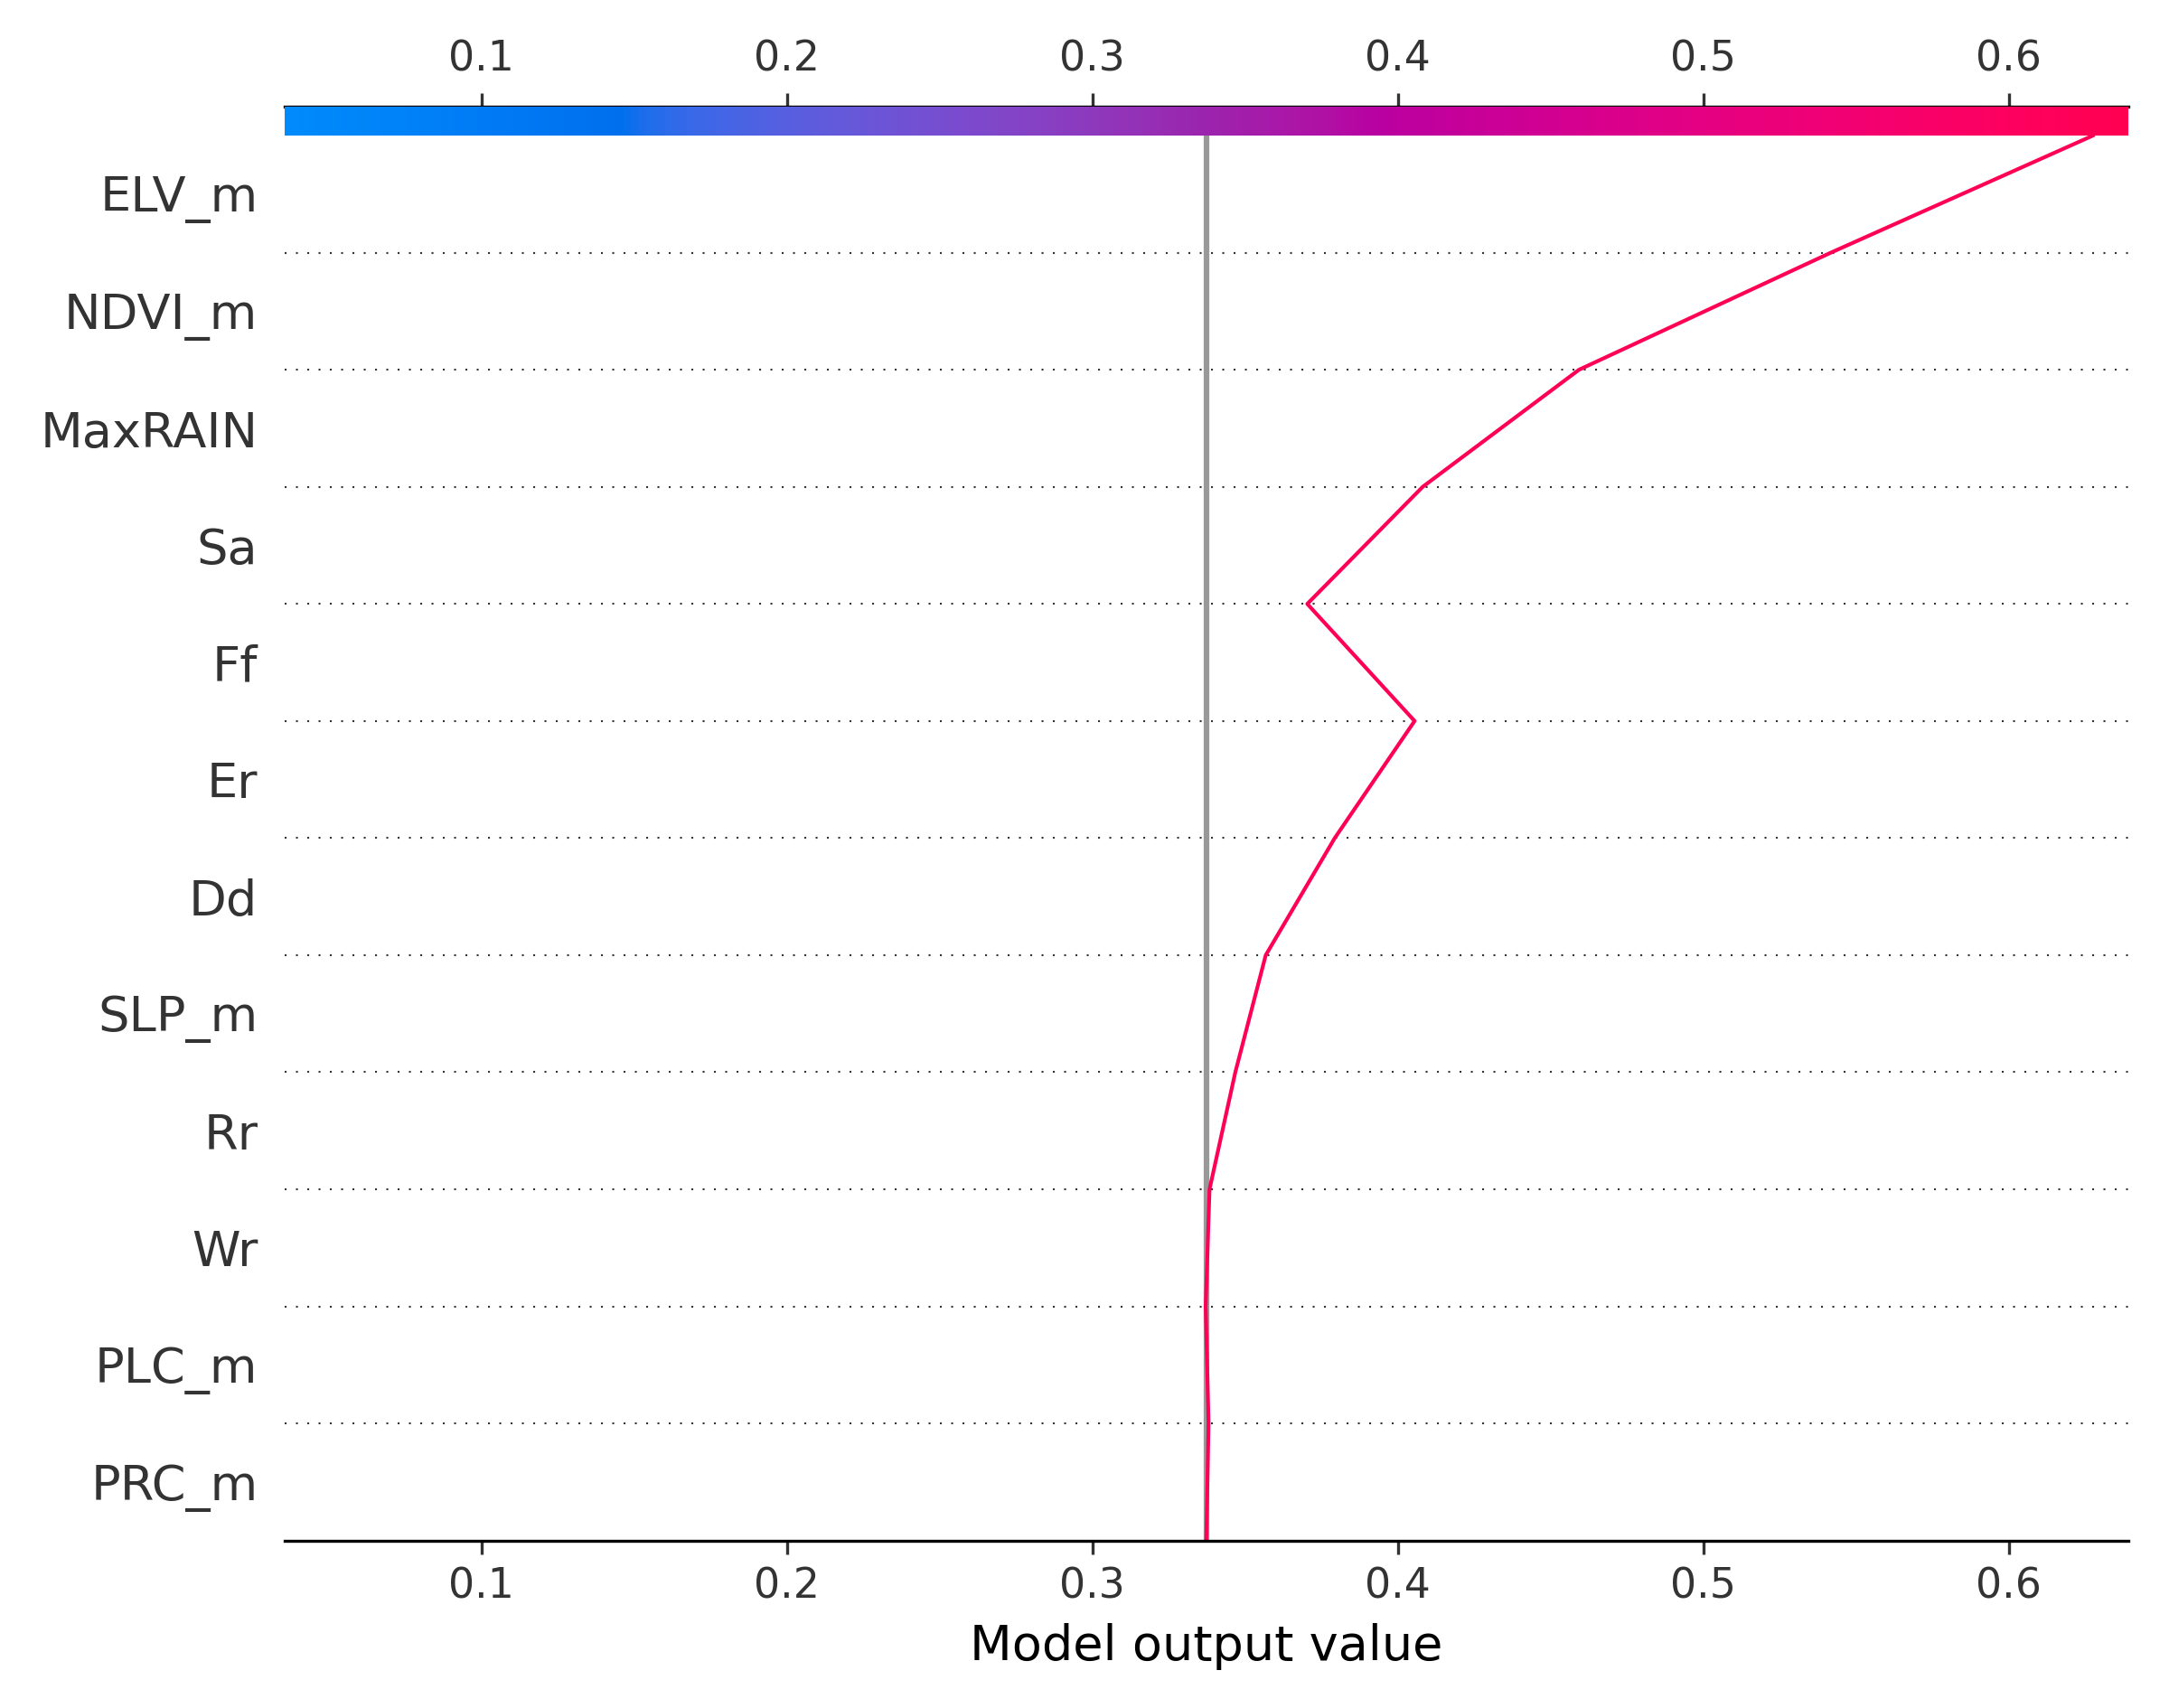 0.1 0.2 0.3 0.4 0.5 0.6
ELV_m
NDVI_m
MaxRAIN
Sa
Ff
Er
Dd
SLP_m
Rr
Wr
PLC_m
PRC_m
0.1 0.2 0.3 0.4 0.5 0.6
Model output value